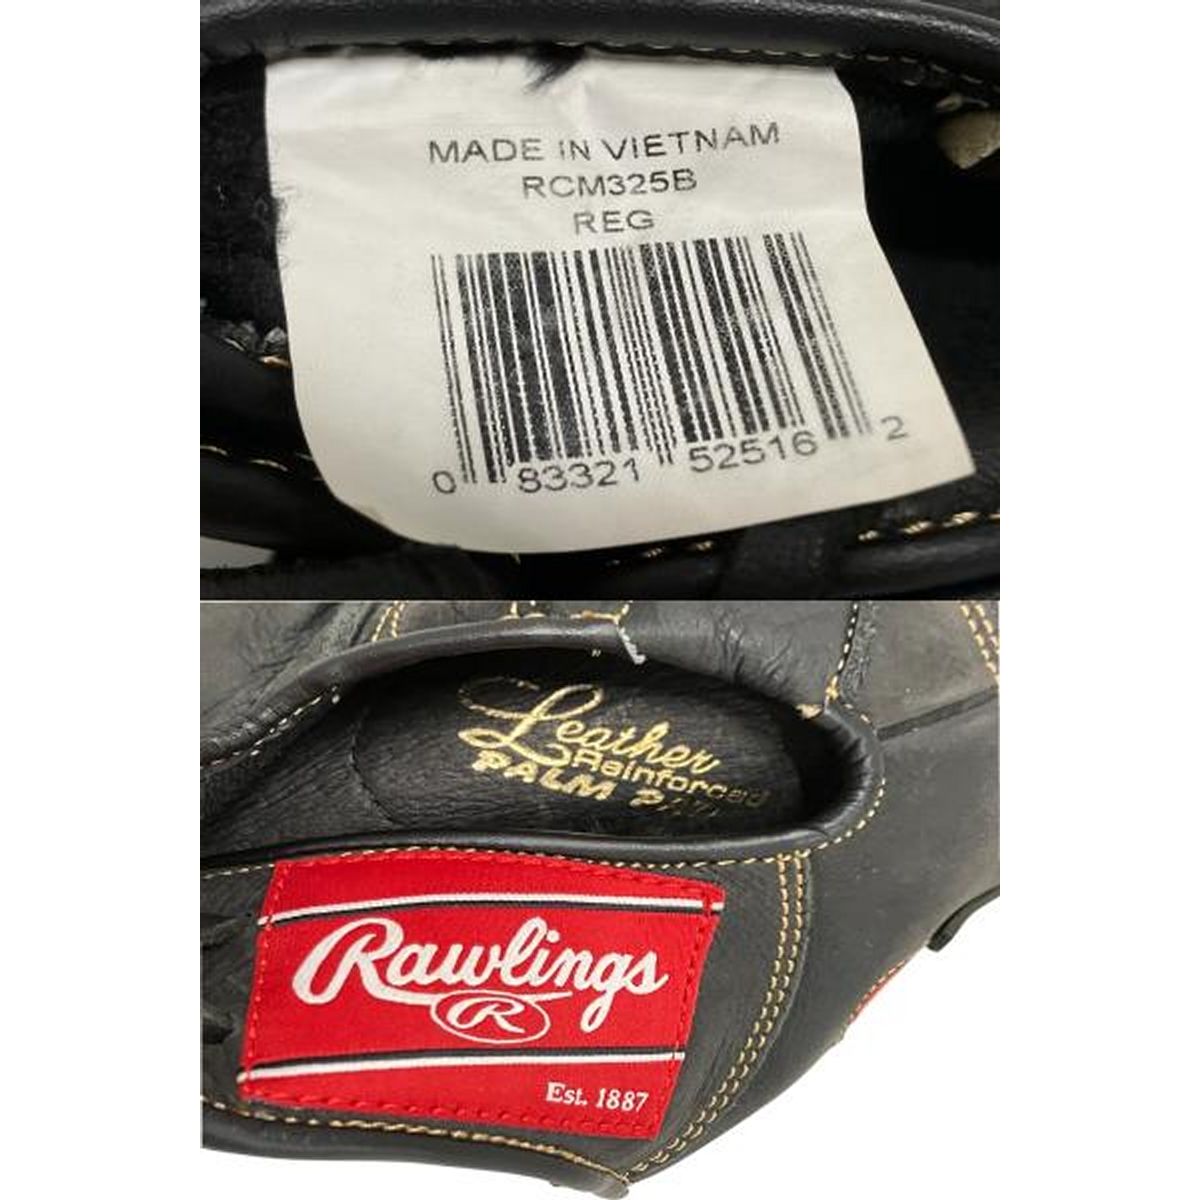 MADE IN VIETNAM
RCM325B
REG
0 83321 52516 2
Leather
Reinforced
PALM PAD
Rawlings
R
Est. 1887